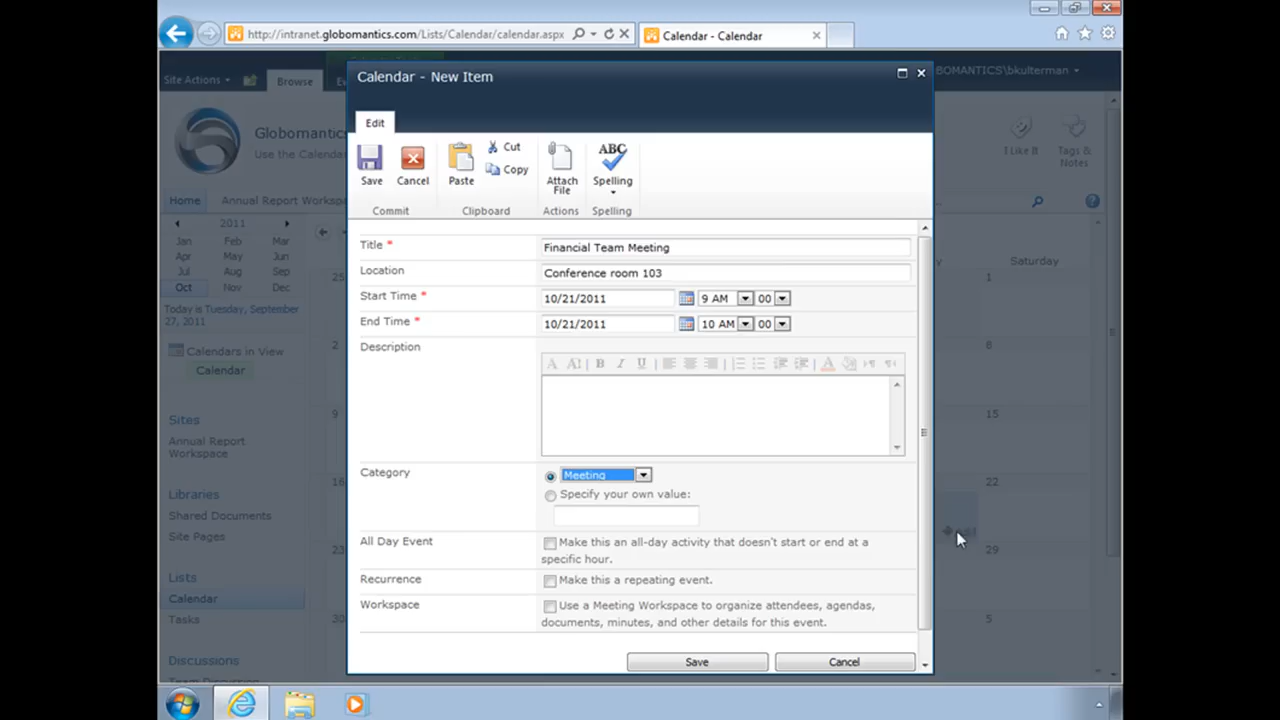 http://intranet.globomantics.com/Lists/Calendar/calendar.aspx
Calendar - Calendar
Site Actions
Browse
BOMANTICS\bkulterman
Calendar - New Item
Edit
Save
Cancel
Paste
Cut
Copy
Attach File
ABC
Spelling
Commit
Clipboard
Actions
Spelling
Globomantics
Use the Calendar
I Like It
Tags & Notes
Home
Annual Report Workspa
2011
Jan Feb Mar
Apr May Jun
Jul Aug Sep
Oct Nov Dec
Today is Tuesday, September 27, 2011
Calendars in View
Calendar
Sites
Annual Report Workspace
Libraries
Shared Documents
Site Pages
Lists
Calendar
Tasks
Discussions
25
2
9
16
23
30
Title *
Financial Team Meeting
Location
Conference room 103
Start Time *
10/21/2011
9 AM
00
End Time *
10/21/2011
10 AM
00
Description
Category
Meeting
Specify your own value:
All Day Event
Make this an all-day activity that doesn't start or end at a specific hour.
Recurrence
Make this a repeating event.
Workspace
Use a Meeting Workspace to organize attendees, agendas, documents, minutes, and other details for this event.
Save
Cancel
Saturday
1
8
15
22
29
5